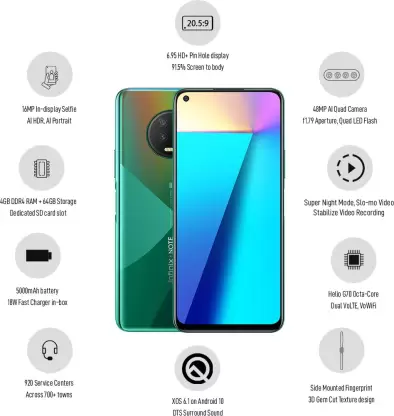 20.5:9
6.95 HD+ Pin Hole display
91.5% Screen to body
16MP In-display Selfie
AI HDR, AI Portrait
48MP AI Quad Camera
f1.79 Aperture, Quad LED Flash
4GB DDR4 RAM + 64GB Storage
Dedicated SD card slot
Super Night Mode, Slo-mo Video
Stabilize Video Recording
Infinix NOTE
5000mAh battery
18W Fast Charger in-box
Helio G70 Octa-Core
Dual VoLTE, VoWiFi
920 Service Centers
Across 700+ towns
XOS 6.1 on Android 10
DTS Surround Sound
Side Mounted Fingerprint
3D Gem Cut Texture design